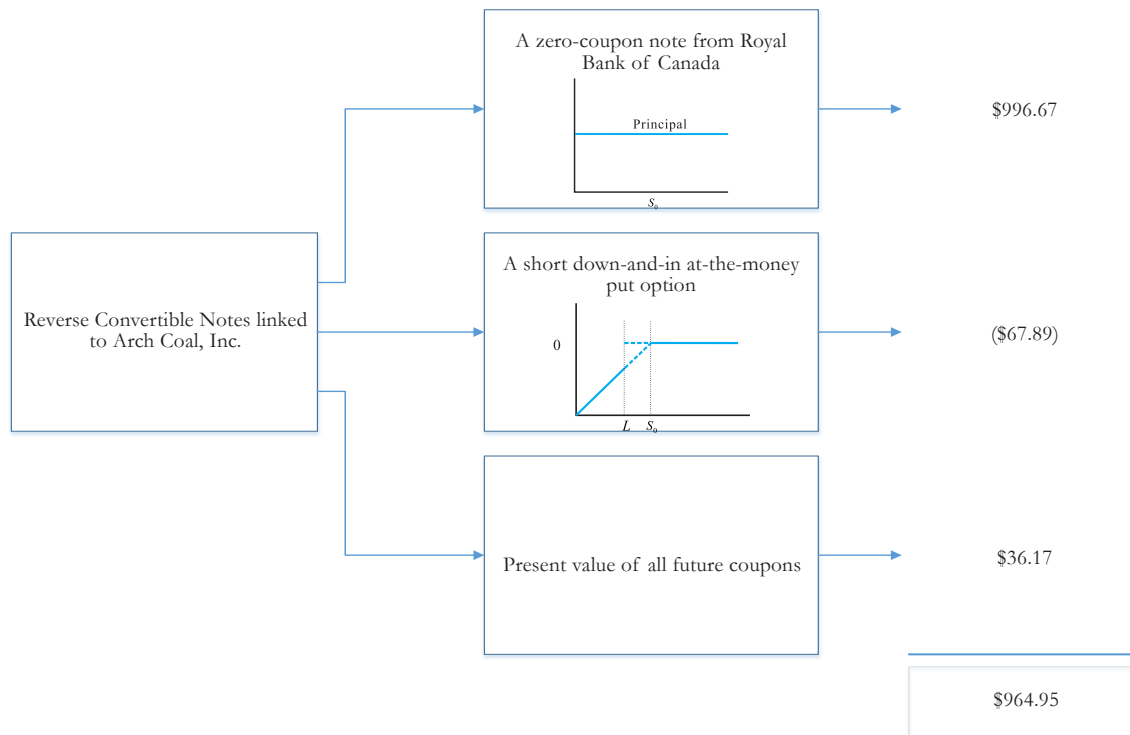 A zero-coupon note from Royal
Bank of Canada
Principal
S₀
$996.67
Reverse Convertible Notes linked
to Arch Coal, Inc.
A short down-and-in at-the-money
put option
0
L S₀
($67.89)
Present value of all future coupons
$36.17
$964.95